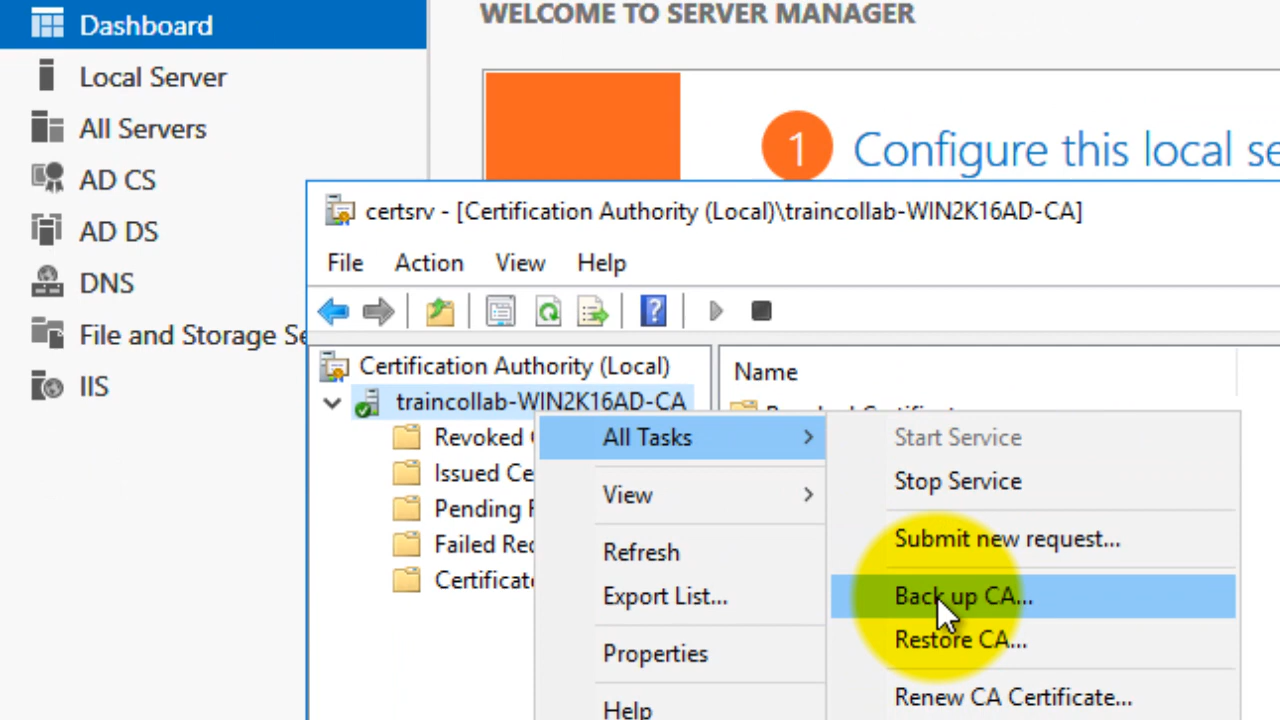 WELCOME TO SERVER MANAGER
Dashboard
Local Server
All Servers
AD CS
AD DS
DNS
File and Storage Se
IIS
1 Configure this local se
certsrv - [Certification Authority (Local)\traincollab-WIN2K16AD-CA]
File Action View Help
?
Certification Authority (Local)
traincollab-WIN2K16AD-CA
Revoked
Issued Ce
Pending
Failed Rec
Certificat
Name
All Tasks
View
Refresh
Export List...
Properties
Help
Start Service
Stop Service
Submit new request...
Back up CA...
Restore CA...
Renew CA Certificate...